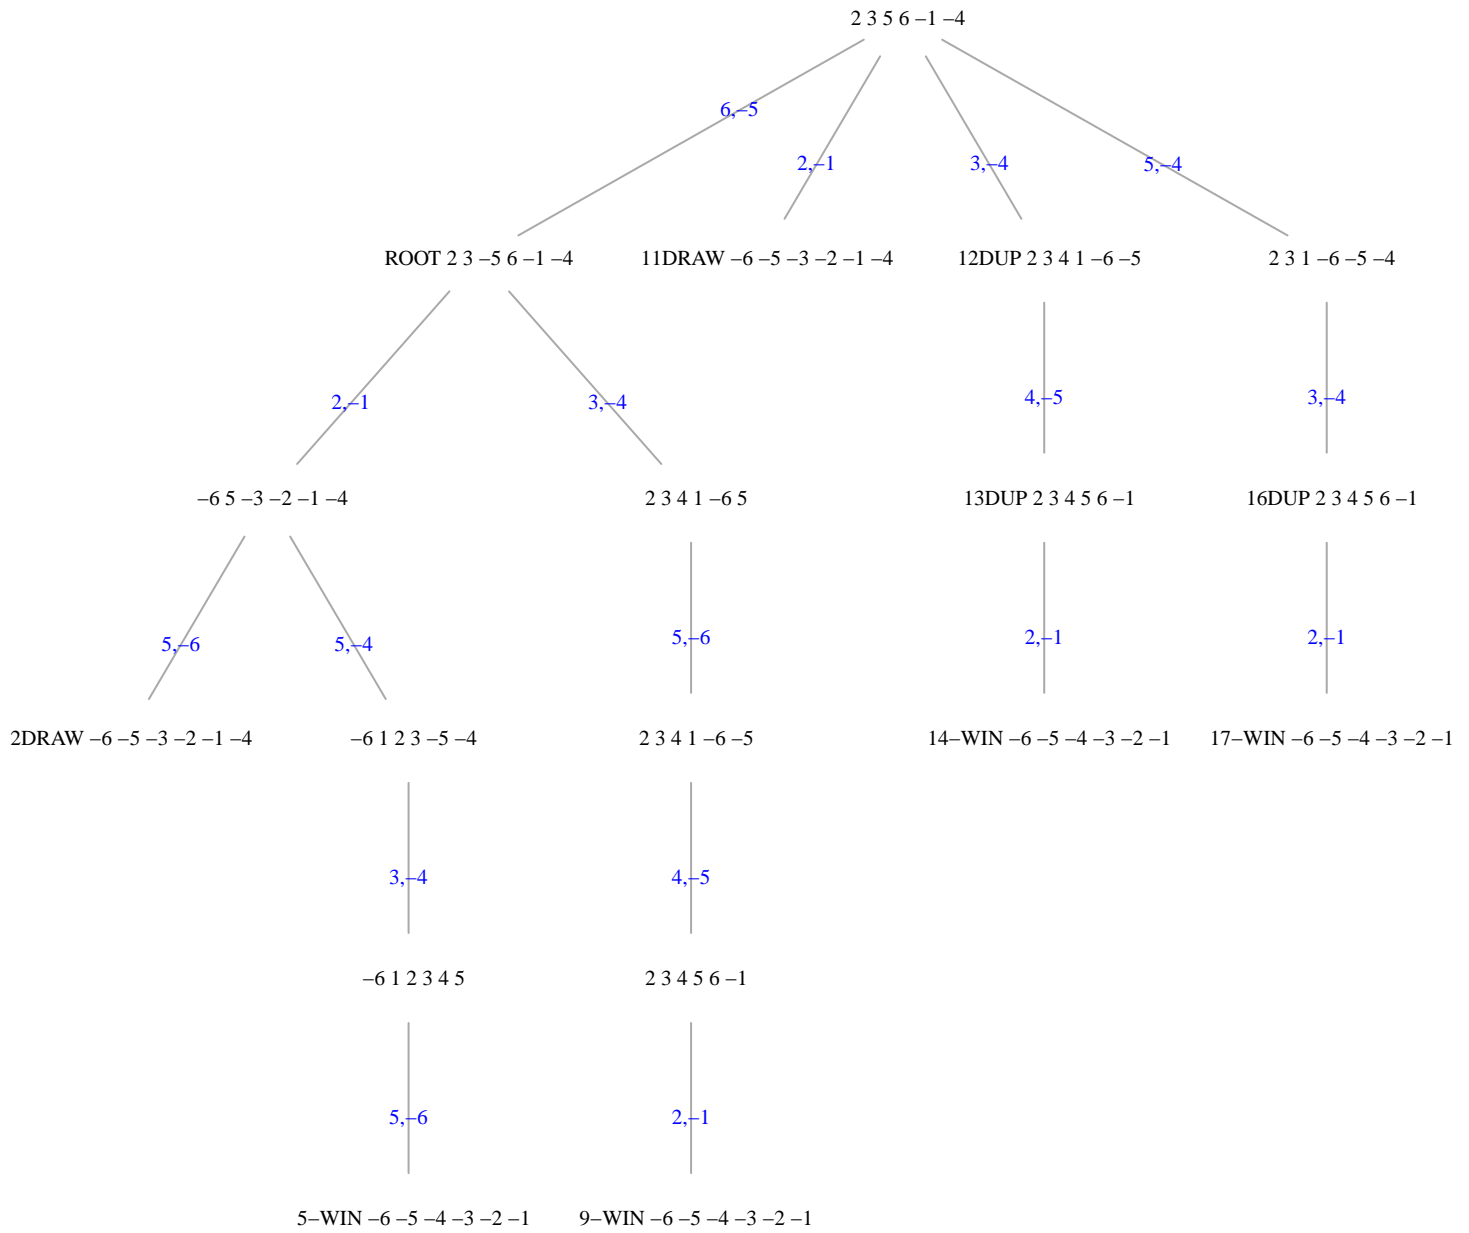 2 3 5 6 –1 –4
6,–5
2,–1
3,–4
5,–4
ROOT 2 3 –5 6 –1 –4
11DRAW –6 –5 –3 –2 –1 –4
12DUP 2 3 4 1 –6 –5
2 3 1 –6 –5 –4
2,–1
3,–4
4,–5
3,–4
–6 5 –3 –2 –1 –4
2 3 4 1 –6 5
13DUP 2 3 4 5 6 –1
16DUP 2 3 4 5 6 –1
5,–6
5,–4
5,–6
2,–1
2,–1
2DRAW –6 –5 –3 –2 –1 –4
–6 1 2 3 –5 –4
2 3 4 1 –6 –5
14–WIN –6 –5 –4 –3 –2 –1
17–WIN –6 –5 –4 –3 –2 –1
3,–4
4,–5
–6 1 2 3 4 5
2 3 4 5 6 –1
5,–6
2,–1
5–WIN –6 –5 –4 –3 –2 –1
9–WIN –6 –5 –4 –3 –2 –1